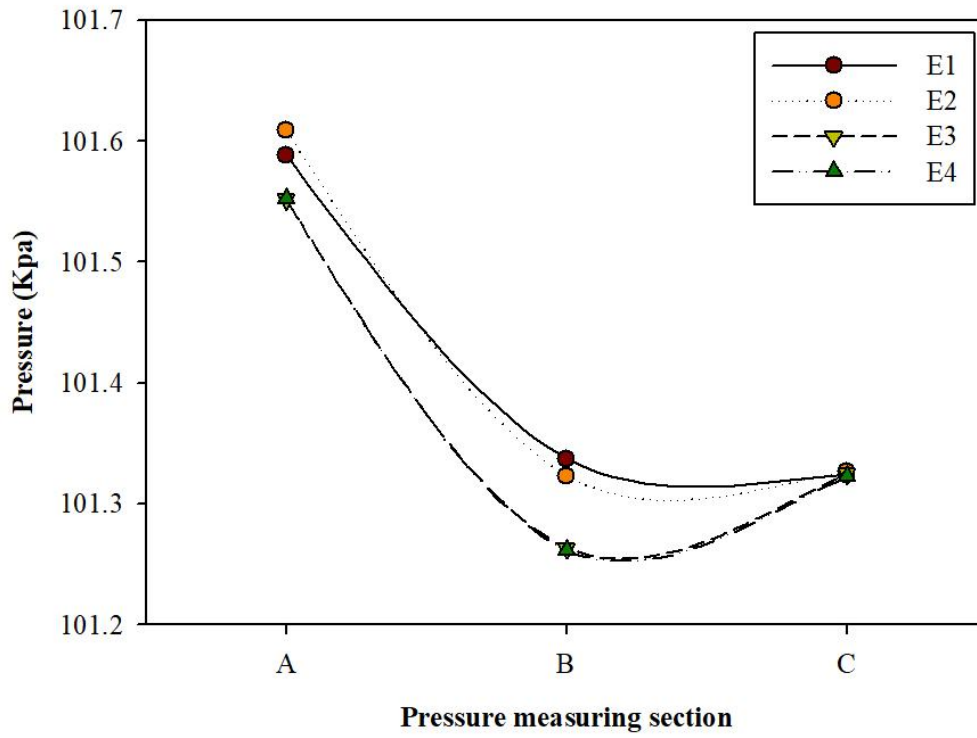 101.7
101.6
101.5
101.4
101.3
101.2
Pressure (Kpa)
E1
E2
E3
E4
A B C
Pressure measuring section